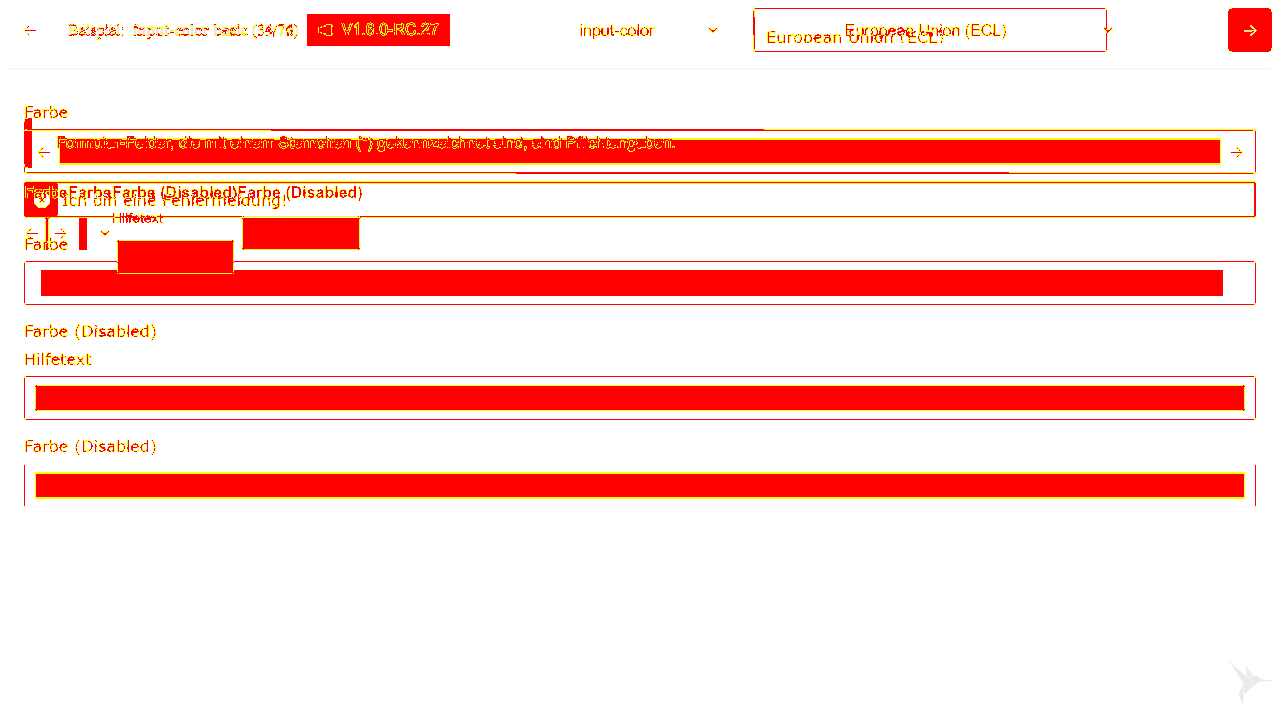 Beispiel: input-color basic (34/76)
V1.6.0-RC.27
input-color
European Union (ECL)
European Union (ECL)
Farbe
Formular-Felder, die mit einem Sternchen (*) gekennzeichnet sind, sind Pflichtangaben.
FarbeFarbeFarbe (Disabled)Farbe (Disabled)
Ich bin eine Fehlermeldung!
Hilfetext
Farbe
Farbe (Disabled)
Hilfetext
Farbe (Disabled)